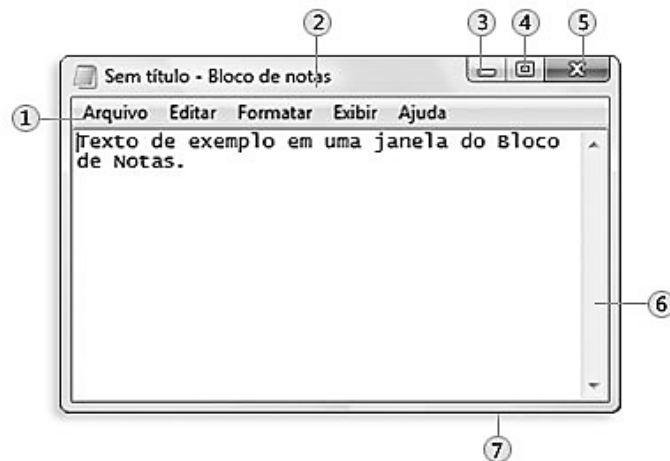 2 3 4 5
Sem título - Bloco de notas
1 Arquivo Editar Formatar Exibir Ajuda
Texto de exemplo em uma janela do Bloco
de Notas.
6
7